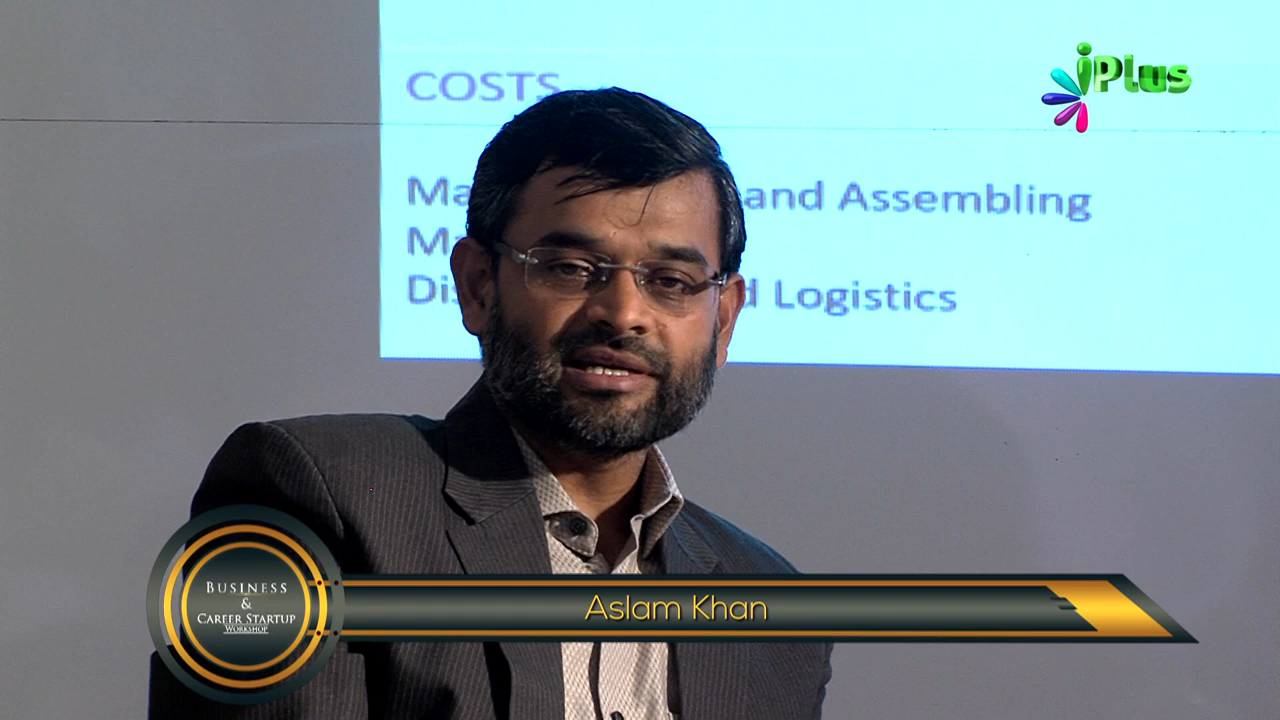 iPlus
COSTS
and Assembling
Logistics
BUSINESS
&
CAREER STARTUP
WORKSHOP
Aslam Khan